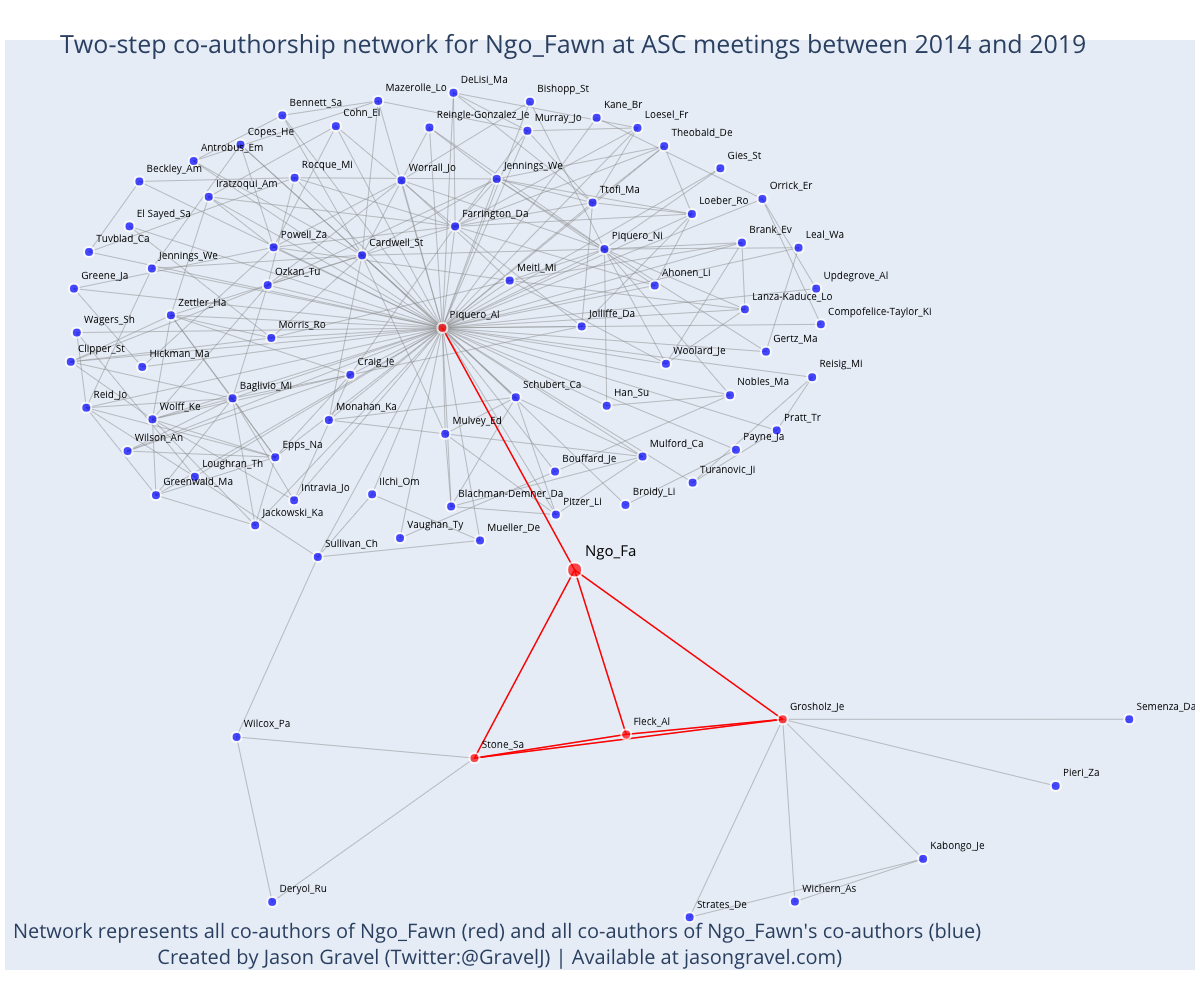 Two-step co-authorship network for Ngo_Fawn at ASC meetings between 2014 and 2019
DeLisi_Ma
Mazerolle_Lo
Bishopp_St
Bennett_Sa
Kane_Br
Cohn_El
Reingle-Gonzalez_Je
Murray_Jo
Loesel_Fr
Copes_He
Theobald_De
Antrobus_Em
Gies_St
Beckley_Am
Rocque_Mi
Worrall_Jo
Jennings_We
Iratzoqui_Am
Ttofi_Ma
Orrick_Er
Loeber_Ro
El Sayed_Sa
Farrington_Da
Tuvblad_Ca
Powell_Za
Cardwell_St
Piquero_Ni
Brank_Ev
Leal_Wa
Jennings_We
Greene_Ja
Ozkan_Tu
Meitl_Mi
Ahonen_Li
Updegrove_Al
Zettler_Ha
Lanza-Kaduce_Lo
Compofelice-Taylor_Ki
Wagers_Sh
Morris_Ro
Piquero_Al
Jolliffe_Da
Gertz_Ma
Clipper_St
Hickman_Ma
Craig_Je
Woolard_Je
Reisig_Mi
Reid_Jo
Baglivio_Mi
Schubert_Ca
Han_Su
Nobles_Ma
Wolff_Ke
Monahan_Ka
Mulvey_Ed
Pratt_Tr
Wilson_An
Epps_Na
Mulford_Ca
Payne_Ja
Loughran_Th
Bouffard_Je
Turanovic_Ji
Greenwald_Ma
Intravia_Jo
Ilchi_Om
Blachman-Demner_Da
Pitzer_Li
Broidy_Li
Jackowski_Ka
Vaughan_Ty
Mueller_De
Sullivan_Ch
Ngo_Fa
Grosholz_Je
Semenza_Da
Wilcox_Pa
Fleck_Al
Stone_Sa
Pieri_Za
Kabongo_Je
Deryol_Ru
Wichern_As
Strates_De
Network represents all co-authors of Ngo_Fawn (red) and all co-authors of Ngo_Fawn's co-authors (blue)
Created by Jason Gravel (Twitter:@GravelJ) | Available at jasongravel.com)